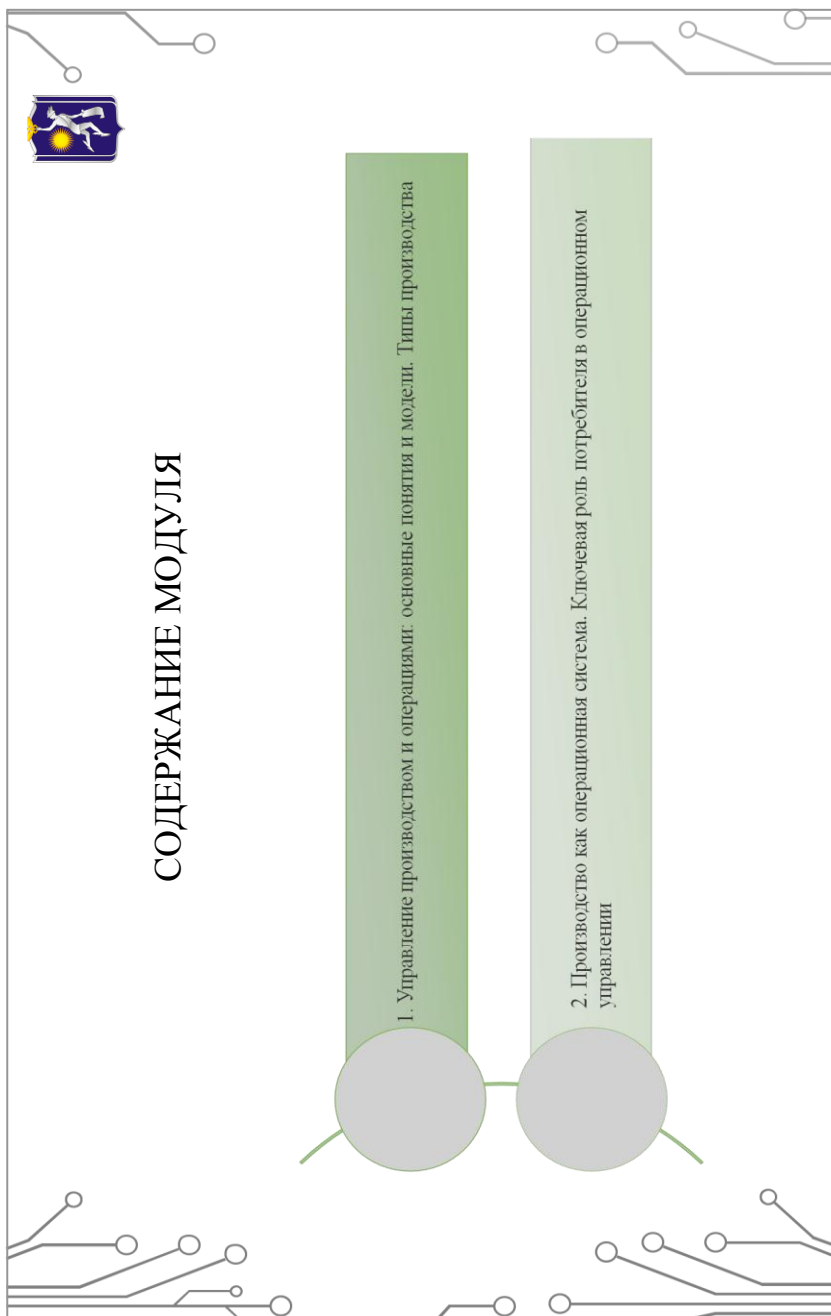 СОДЕРЖАНИЕ МОДУЛЯ
1. Управление производством и операциями: основные понятия и модели. Типы производства
2. Производство как операционная система. Ключевая роль потребителя в операционном
управлении